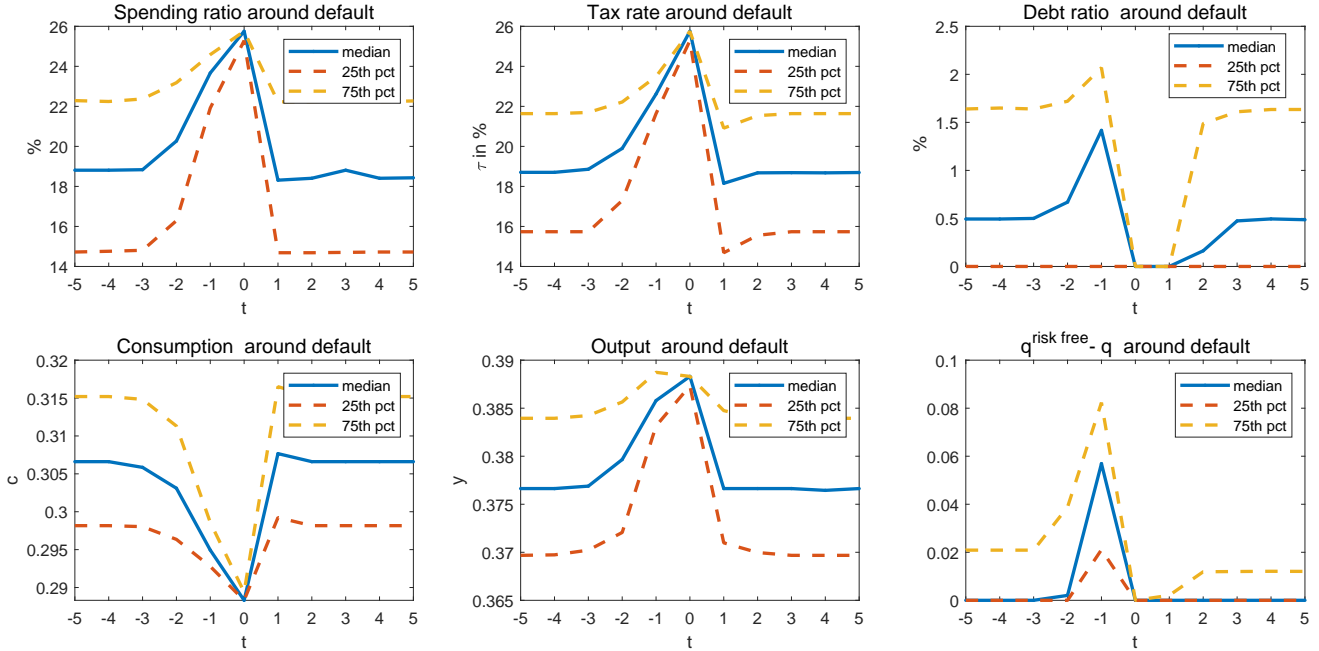 Spending ratio around default
26
24
22
20
18
16
14
%
-5 -4 -3 -2 -1 0 1 2 3 4 5
t
median
25th pct
75th pct
Tax rate around default
26
24
22
20
18
16
14
τ in %
-5 -4 -3 -2 -1 0 1 2 3 4 5
t
median
25th pct
75th pct
Debt ratio around default
2.5
2
1.5
1
0.5
0
%
-5 -4 -3 -2 -1 0 1 2 3 4 5
t
median
25th pct
75th pct
Consumption around default
0.32
0.315
0.31
0.305
0.3
0.295
0.29
c
-5 -4 -3 -2 -1 0 1 2 3 4 5
t
median
25th pct
75th pct
Output around default
0.39
0.385
0.38
0.375
0.37
0.365
y
-5 -4 -3 -2 -1 0 1 2 3 4 5
t
median
25th pct
75th pct
q^risk free - q around default
0.1
0.08
0.06
0.04
0.02
0
-5 -4 -3 -2 -1 0 1 2 3 4 5
t
median
25th pct
75th pct